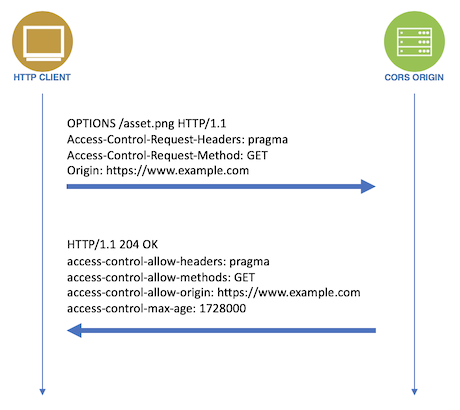 HTTP CLIENT
CORS ORIGIN
OPTIONS /asset.png HTTP/1.1
Access-Control-Request-Headers: pragma
Access-Control-Request-Method: GET
Origin: https://www.example.com
HTTP/1.1 204 OK
access-control-allow-headers: pragma
access-control-allow-methods: GET
access-control-allow-origin: https://www.example.com
access-control-max-age: 1728000